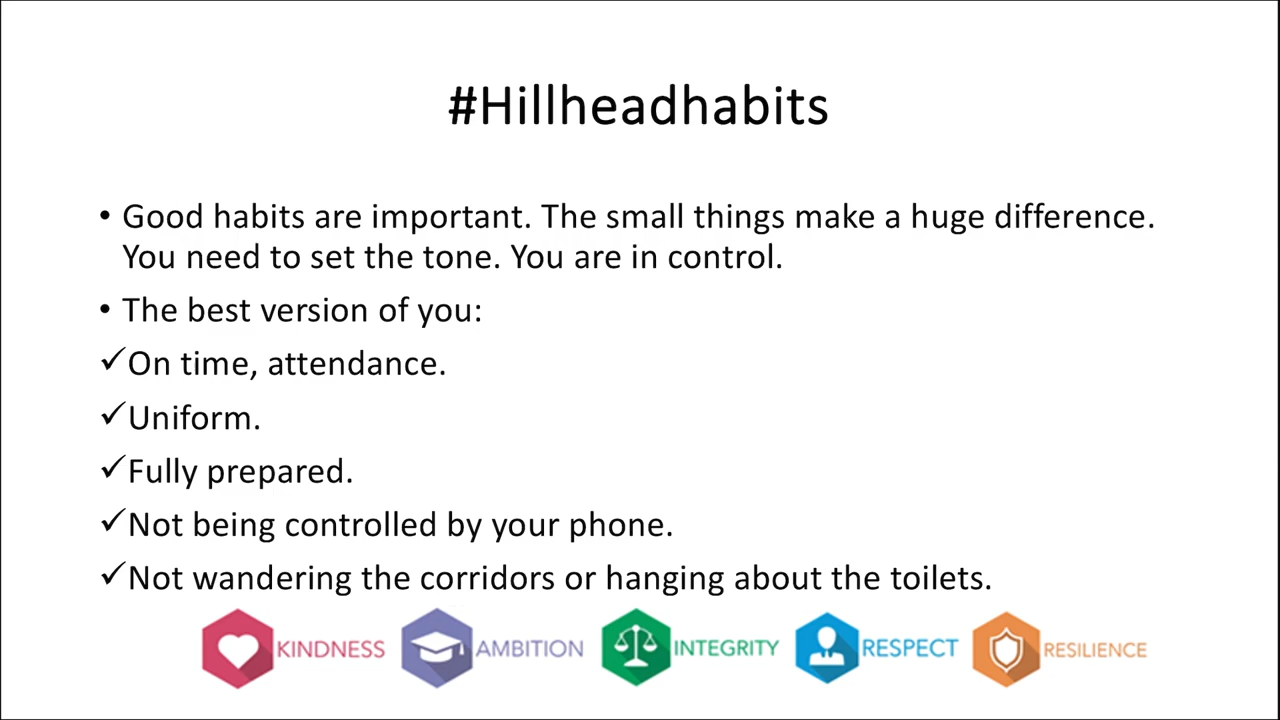 #Hillheadhabits
• Good habits are important. The small things make a huge difference.
You need to set the tone. You are in control.
• The best version of you:
✓On time, attendance.
✓Uniform.
✓Fully prepared.
✓Not being controlled by your phone.
✓Not wandering the corridors or hanging about the toilets.
KINDNESS AMBITION INTEGRITY RESPECT RESILIENCE